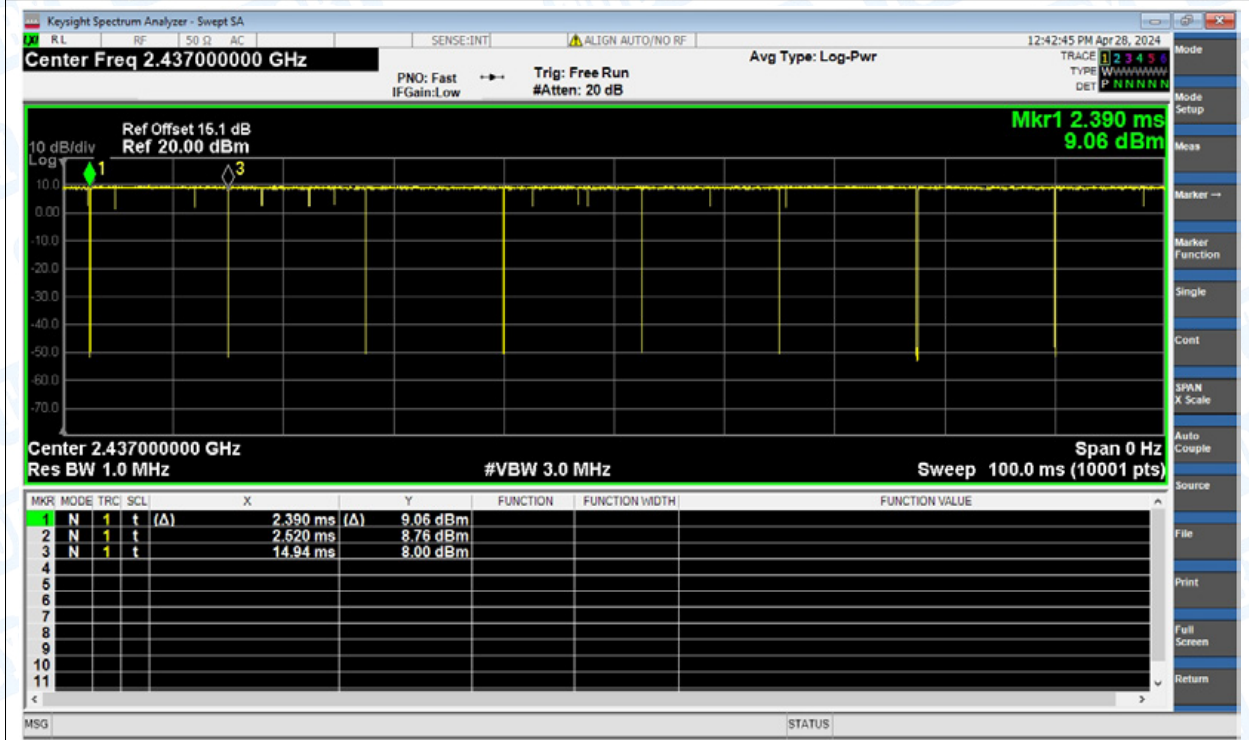 Keysight Spectrum Analyzer - Swept SA
RL RF 50 Ω AC SENSE:INT ALIGN AUTO/NO RF 12:42:45 PM Apr 28, 2024
Center Freq 2.437000000 GHz
PNO: Fast
IFGain:Low
Trig: Free Run
#Atten: 20 dB
Avg Type: Log-Pwr
TRACE 1 2 3 4 5 6
TYPE WWWWWW
DET P N N N N N
Mkr1 2.390 ms
9.06 dBm
Ref Offset 15.1 dB
10 dB/div Ref 20.00 dBm
Log
1
3
10.0
0.00
-10.0
-20.0
-30.0
-40.0
-50.0
-60.0
-70.0
Center 2.437000000 GHz Span 0 Hz
Res BW 1.0 MHz #VBW 3.0 MHz Sweep 100.0 ms (10001 pts)
MKR MODE TRC SCL X Y FUNCTION FUNCTION WIDTH FUNCTION VALUE
1 N 1 t (Δ) 2.390 ms (Δ) 9.06 dBm
2 N 1 t 2.520 ms 8.76 dBm
3 N 1 t 14.94 ms 8.00 dBm
4
5
6
7
8
9
10
11
MSG STATUS
Mode
Mode
Setup
Meas
Marker →
Marker
Function
Single
Cont
SPAN
X Scale
Auto
Couple
Source
File
Print
Full
Screen
Return